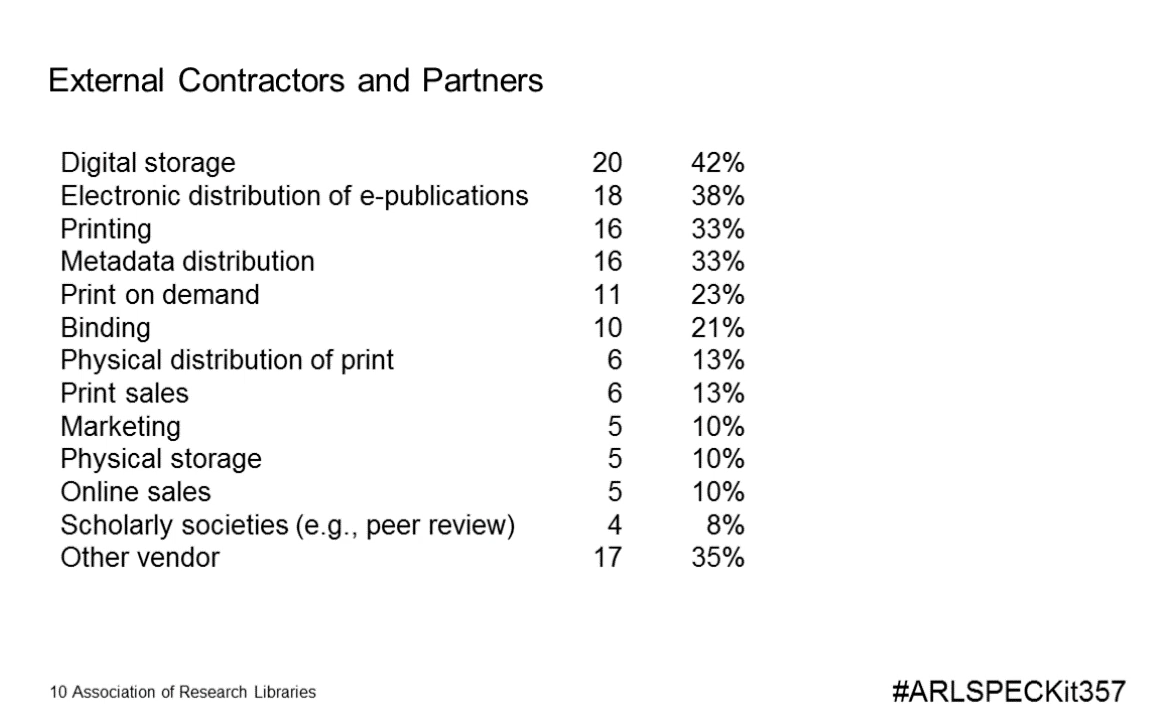 External Contractors and Partners
Digital storage 20 42%
Electronic distribution of e-publications 18 38%
Printing 16 33%
Metadata distribution 16 33%
Print on demand 11 23%
Binding 10 21%
Physical distribution of print 6 13%
Print sales 6 13%
Marketing 5 10%
Physical storage 5 10%
Online sales 5 10%
Scholarly societies (e.g., peer review) 4 8%
Other vendor 17 35%
10 Association of Research Libraries
#ARLSPECKit357